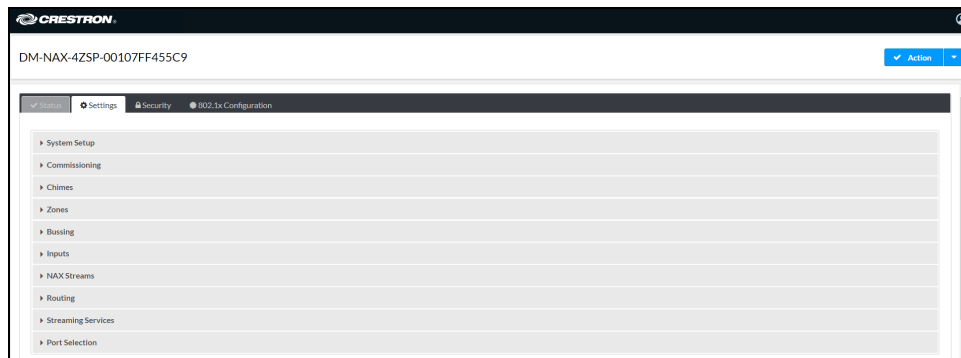 CRESTRON®
DM-NAX-4ZSP-00107FF455C9
Action
Status Settings Security 802.1x Configuration
System Setup
Commissioning
Chimes
Zones
Bussing
Inputs
NAX Streams
Routing
Streaming Services
Port Selection